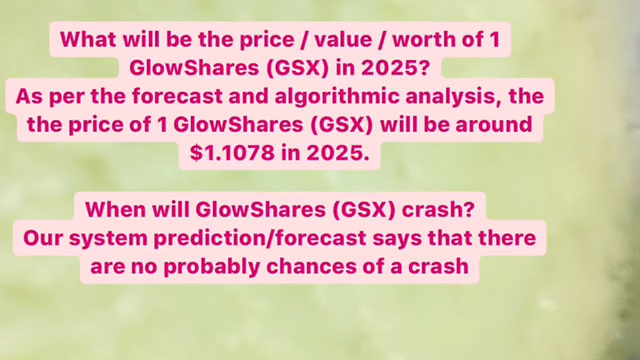 What will be the price / value / worth of 1
GlowShares (GSX) in 2025?
As per the forecast and algorithmic analysis, the
the price of 1 GlowShares (GSX) will be around
$1.1078 in 2025.
When will GlowShares (GSX) crash?
Our system prediction/forecast says that there
are no probably chances of a crash